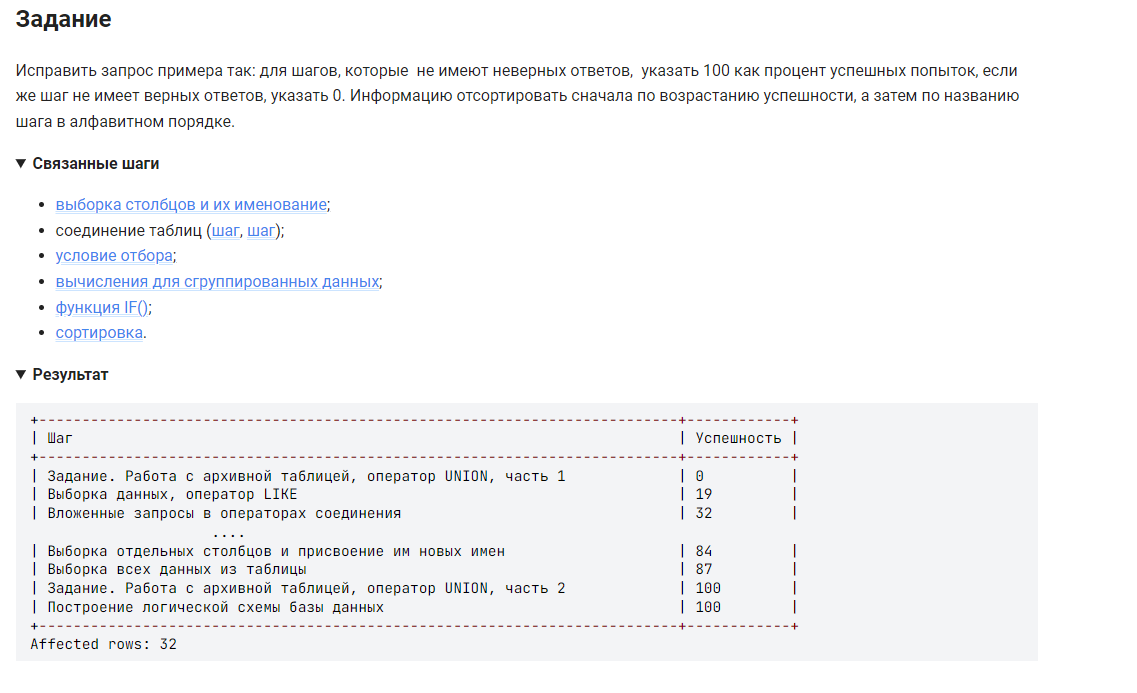 Задание
Исправить запрос примера так: для шагов, которые  не имеют неверных ответов,  указать 100 как процент успешных попыток, если
же шаг не имеет верных ответов, указать 0. Информацию отсортировать сначала по возрастанию успешности, а затем по названию
шага в алфавитном порядке.
▼ Связанные шаги
• выборка столбцов и их именование;
• соединение таблиц (шаг, шаг);
• условие отбора;
• вычисления для сгруппированных данных;
• функция IF();
• сортировка.
▼ Результат
+--------------------------------------------------------------------------+------------+
| Шаг                                                                      | Успешность |
+--------------------------------------------------------------------------+------------+
| Задание. Работа с архивной таблицей, оператор UNION, часть 1             | 0          |
| Выборка данных, оператор LIKE                                            | 19         |
| Вложенные запросы в операторах соединения                                | 32         |
....
| Выборка отдельных столбцов и присвоение им новых имен                    | 84         |
| Выборка всех данных из таблицы                                           | 87         |
| Задание. Работа с архивной таблицей, оператор UNION, часть 2             | 100        |
| Построение логической схемы базы данных                                  | 100        |
+--------------------------------------------------------------------------+------------+
Affected rows: 32